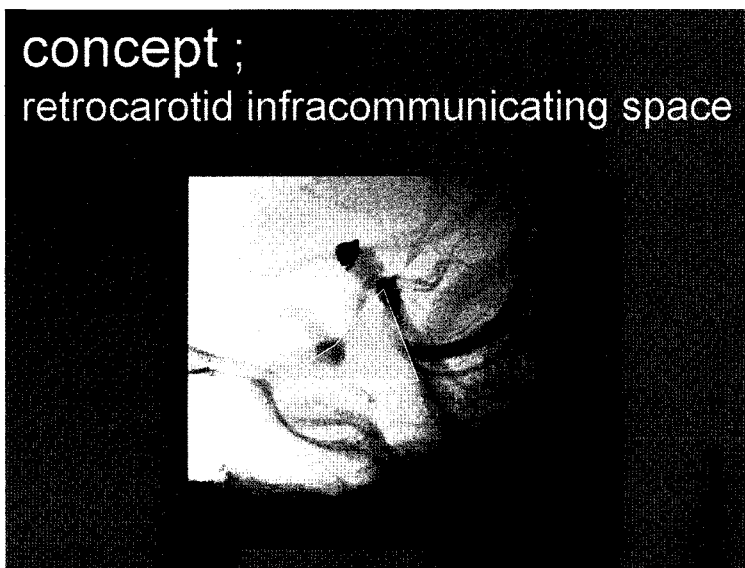 concept ;
retrocarotid infracommunicating space